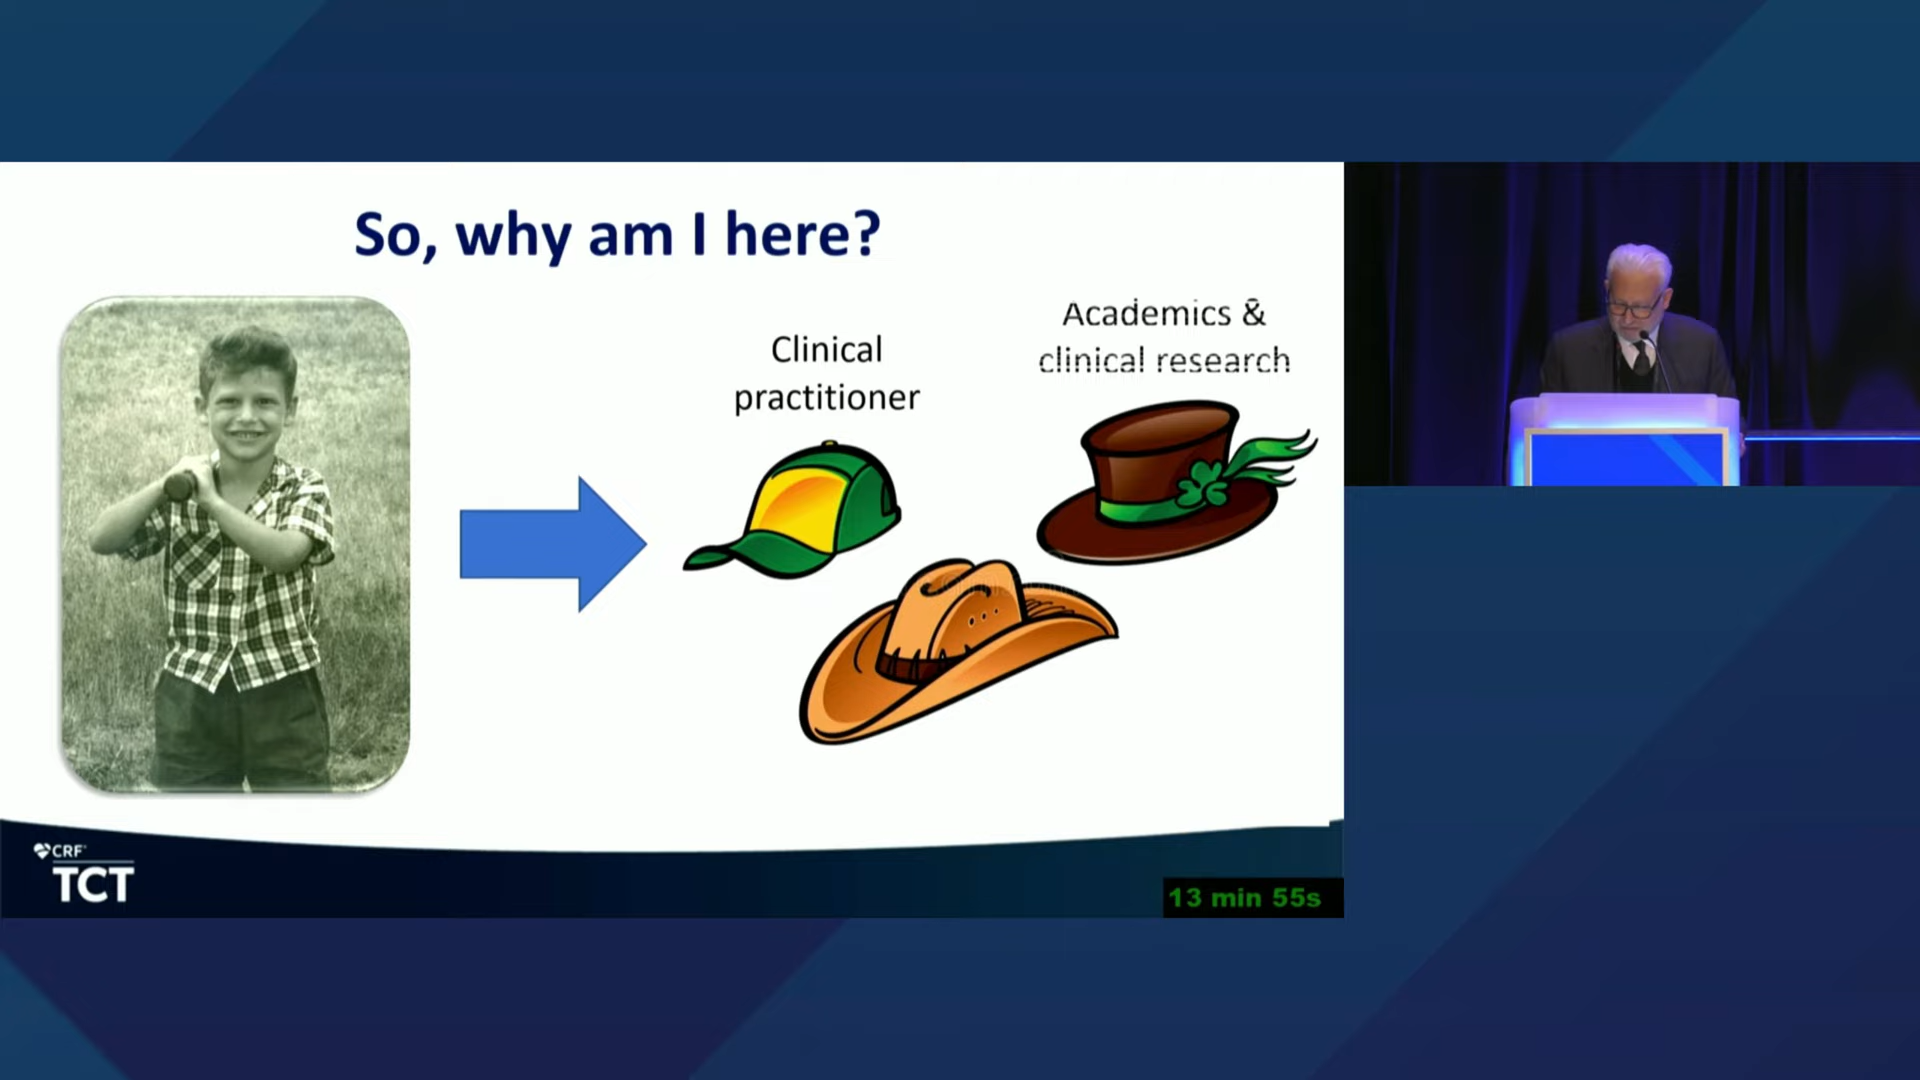 So, why am I here?
Clinical
practitioner
Academics &
clinical research
CRF
TCT
13 min 55s